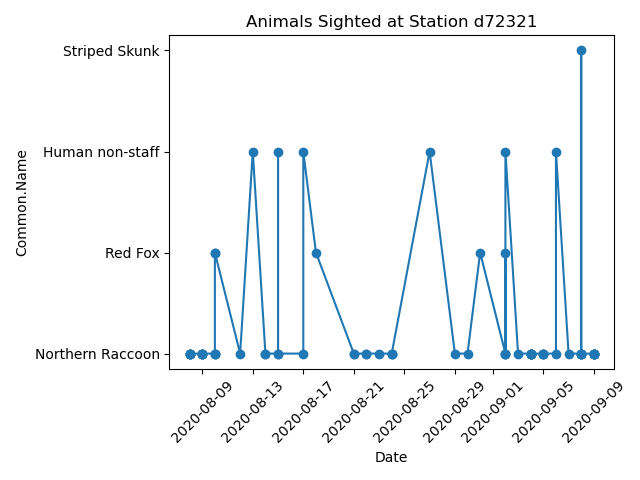 Animals Sighted at Station d72321
Common.Name
Striped Skunk
Human non-staff
Red Fox
Northern Raccoon
2020-08-09
2020-08-13
2020-08-17
2020-08-21
2020-08-25
2020-08-29
2020-09-01
2020-09-05
2020-09-09
Date